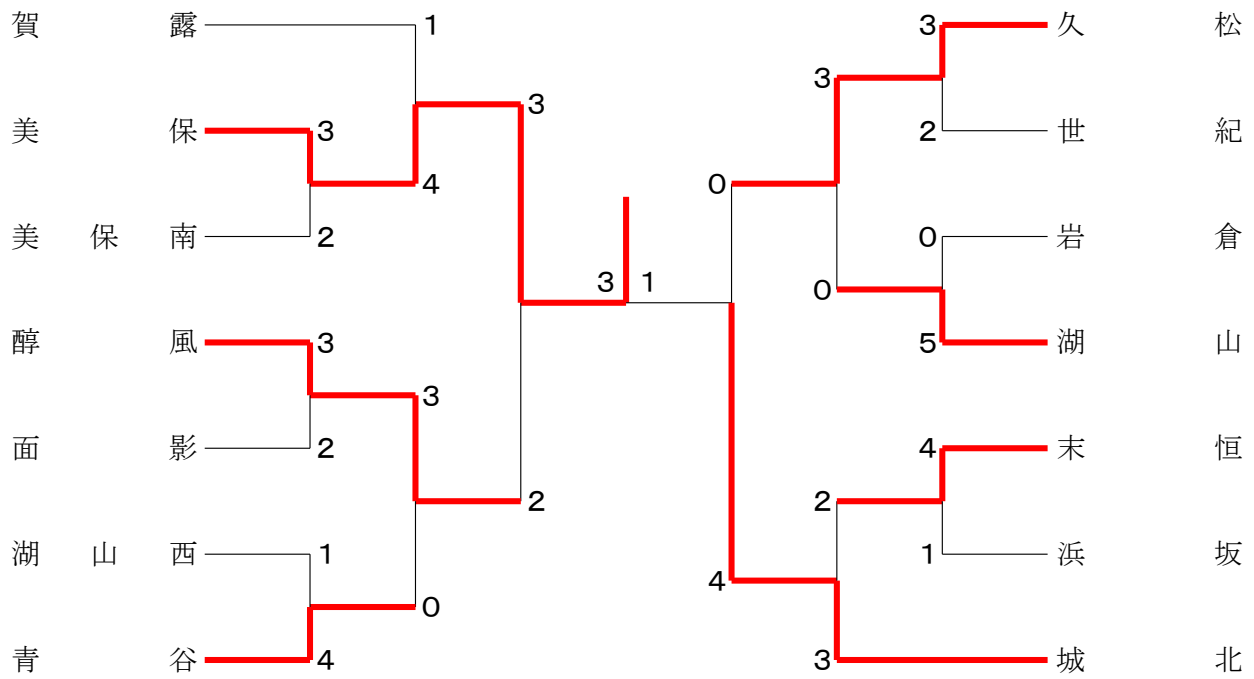 賀露 1 3 久松
3 3
美保 3 2 世紀
4 0
美保南 2 0 岩倉
3 1 0
醇風 3 5 湖山
3
面影 2 4 末恒
2 2
湖山西 1 1 浜坂
4
0
青谷 4 3 城北